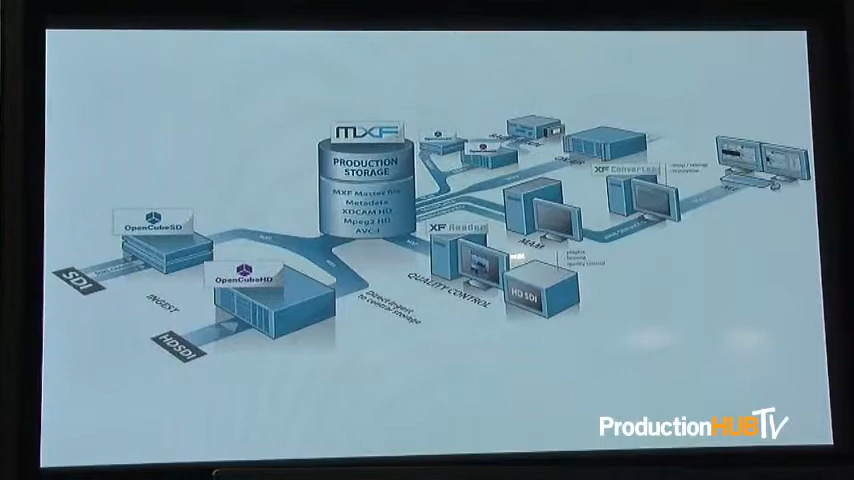 MXF
PRODUCTION
STORAGE
MXF Master file
Metadata
XDCAM HD
Mpeg2 HD
AVC-I
OpenCubeSD
SDI
INGEST
OpenCubeHD
HDSDI
Direct ingest
to central storage
XF Reader
QUALITY CONTROL
HD SDI
MAM
XF Converter
ProductionHUBTV